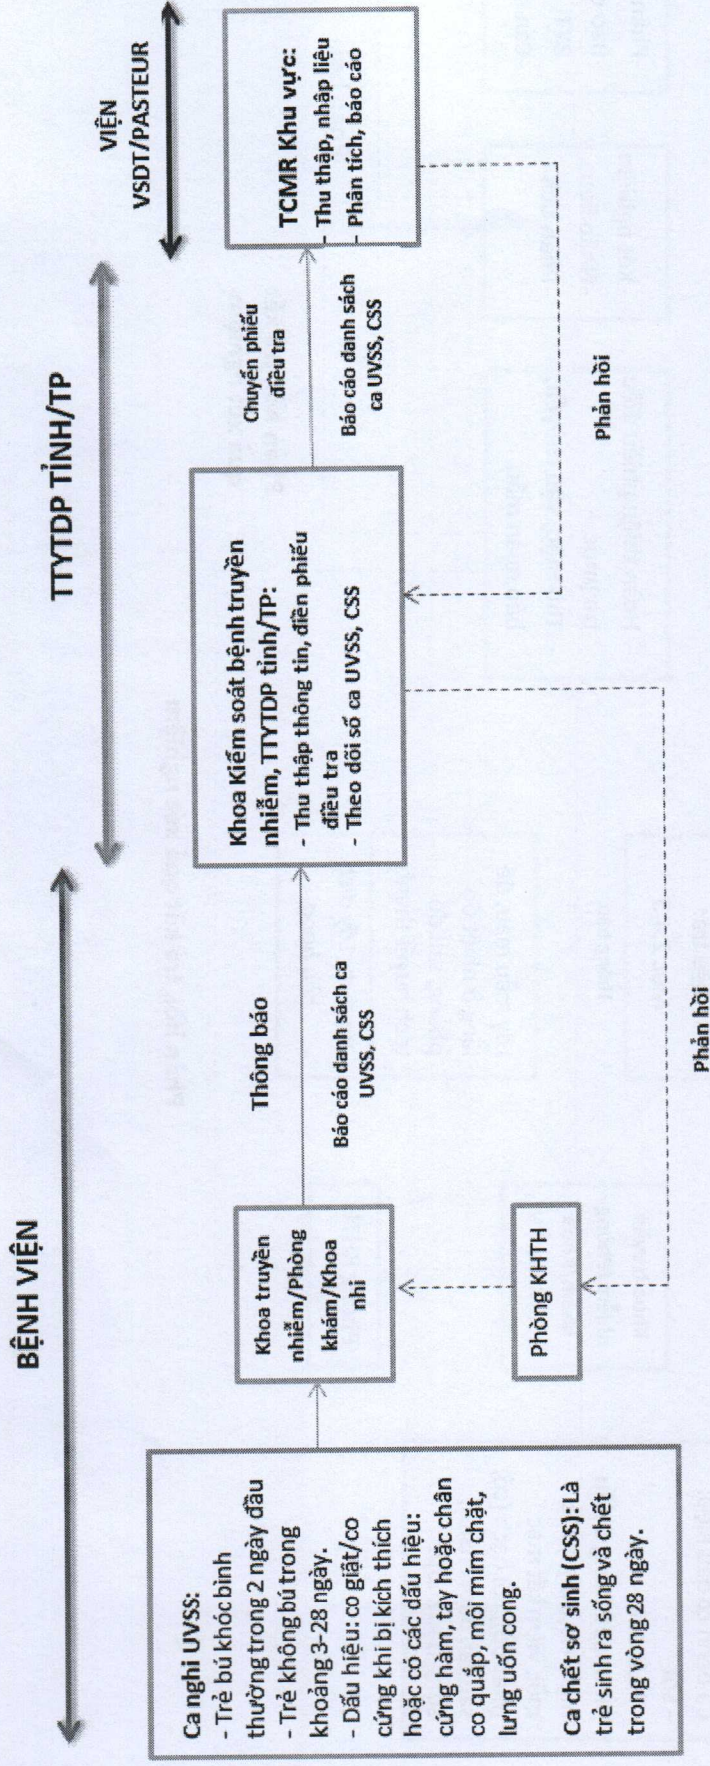 BỆNH VIỆN
TTYTDP TỈNH/TP
VIỆN
VSDT/PASTEUR
Ca nghi UVSS:
- Trẻ bú khóc bình
thường trong 2 ngày đầu
- Trẻ không bú trong
khoảng 3-28 ngày.
- Dấu hiệu: co giật/co
cứng khi bị kích thích
hoặc có các dấu hiệu:
cứng hàm, tay hoặc chân
co quắp, môi mím chặt,
lưng uốn cong.
Ca chết sơ sinh (CSS): Là
trẻ sinh ra sống và chết
trong vòng 28 ngày.
Khoa truyền
nhiễm/Phòng
khám/Khoa
nhi
Phòng KHTH
Thông báo
Báo cáo danh sách ca
UVSS, CSS
Khoa Kiểm soát bệnh truyền
nhiễm, TTYTDP tỉnh/TP:
- Thu thập thông tin, điền phiếu
điều tra
- Theo dõi số ca UVSS, CSS
Chuyển phiếu
điều tra
Báo cáo danh sách
ca UVSS, CSS
TCMR Khu vực:
- Thu thập, nhập liệu
- Phân tích, báo cáo
Phản hồi
Phản hồi